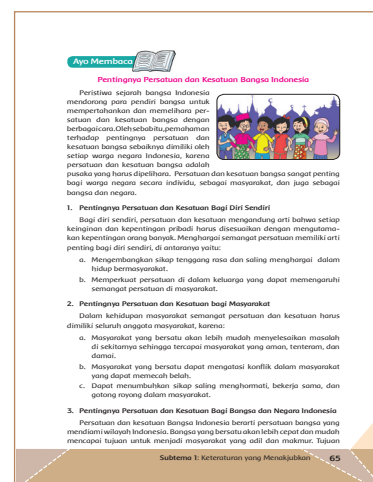 Ayo Membaca
Pentingnya Persatuan dan Kesatuan Bangsa Indonesia
Peristiwa sejarah bangsa Indonesia
mendorong para pendiri bangsa untuk
mempertahankan dan memelihara per-
satuan dan kesatuan bangsa dengan
berbagaicara.Olehsebabitu,pemahaman
terhadap pentingnya persatuan dan
kesatuan bangsa sebaiknya dimiliki oleh
setiap warga negara Indonesia, karena
persatuan dan kesatuan bangsa adalah
pusaka yang harus dipelihara. Persatuan dan kesatuan bangsa sangat penting
bagi warga negara secara individu, sebagai masyarakat, dan juga sebagai
bangsa dan negara.
1. Pentingnya Persatuan dan Kesatuan Bagi Diri Sendiri
Bagi diri sendiri, persatuan dan kesatuan mengandung arti bahwa setiap
keinginan dan kepentingan pribadi harus disesuaikan dengan mengutama-
kan kepentingan orang banyak. Menghargai semangat persatuan memiliki arti
penting bagi diri sendiri, di antaranya yaitu:
a. Mengembangkan sikap tenggang rasa dan saling menghargai dalam
hidup bermasyarakat.
b. Memperkuat persatuan di dalam keluarga yang dapat memengaruhi
semangat persatuan di masyarakat.
2. Pentingnya Persatuan dan Kesatuan bagi Masyarakat
Dalam kehidupan masyarakat semangat persatuan dan kesatuan harus
dimiliki seluruh anggota masyarakat, karena:
a. Masyarakat yang bersatu akan lebih mudah menyelesaikan masalah
di sekitarnya sehingga tercapai masyarakat yang aman, tenteram, dan
damai.
b. Masyarakat yang bersatu dapat mengatasi konflik dalam masyarakat
yang dapat memecah belah.
c. Dapat menumbuhkan sikap saling menghormati, bekerja sama, dan
gotong royong dalam masyarakat.
3. Pentingnya Persatuan dan Kesatuan Bagi Bangsa dan Negara Indonesia
Persatuan dan kesatuan Bangsa Indonesia berarti persatuan bangsa yang
mendiami wilayah Indonesia. Bangsa yang bersatu akan lebih cepat dan mudah
mencapai tujuan untuk menjadi masyarakat yang adil dan makmur. Tujuan
Subtema 1: Keteraturan yang Menakjubkan 65